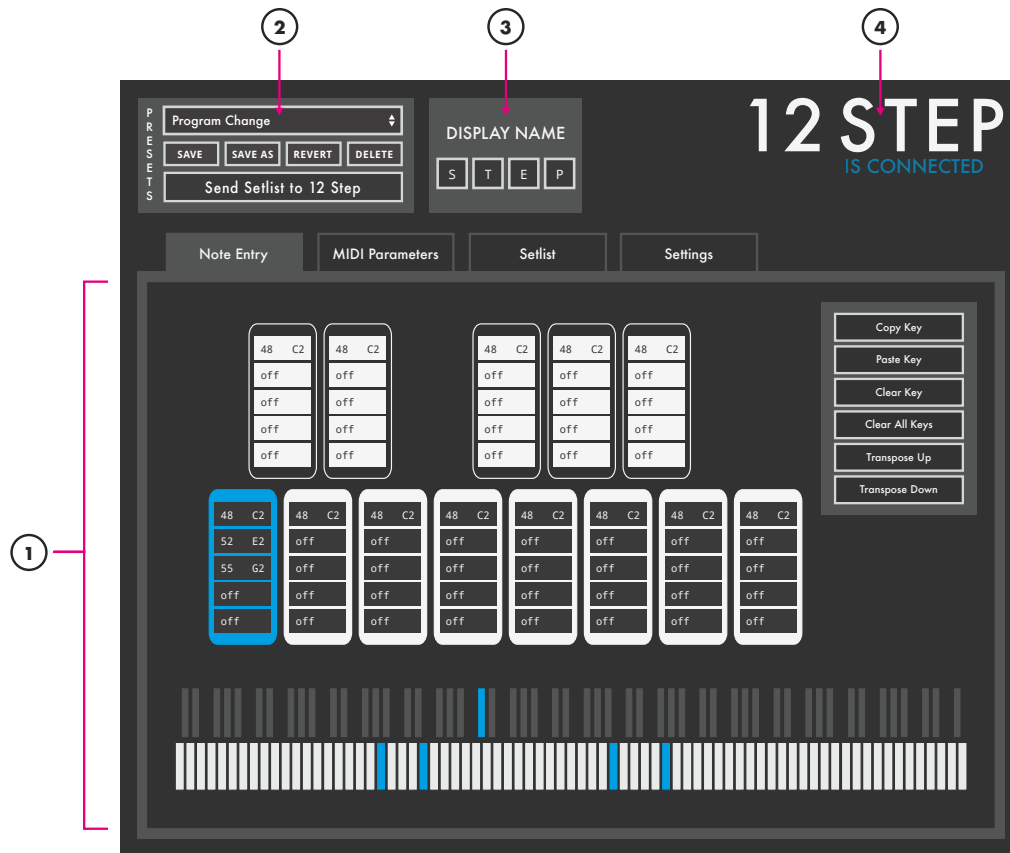 2
3
4
PRESETS
Program Change
SAVE
SAVE AS
REVERT
DELETE
Send Setlist to 12 Step
DISPLAY NAME
S T E P
12 STEP
IS CONNECTED
Note Entry
MIDI Parameters
Setlist
Settings
1
48 C2 48 C2 48 C2 48 C2 48 C2
off off off off off
off off off off off
off off off off off
off off off off off
Copy Key
Paste Key
Clear Key
Clear All Keys
Transpose Up
Transpose Down
48 C2 48 C2 48 C2 48 C2 48 C2 48 C2 48 C2 48 C2
52 E2 off off off off off off off
55 G2 off off off off off off off
off off off off off off off off
off off off off off off off off